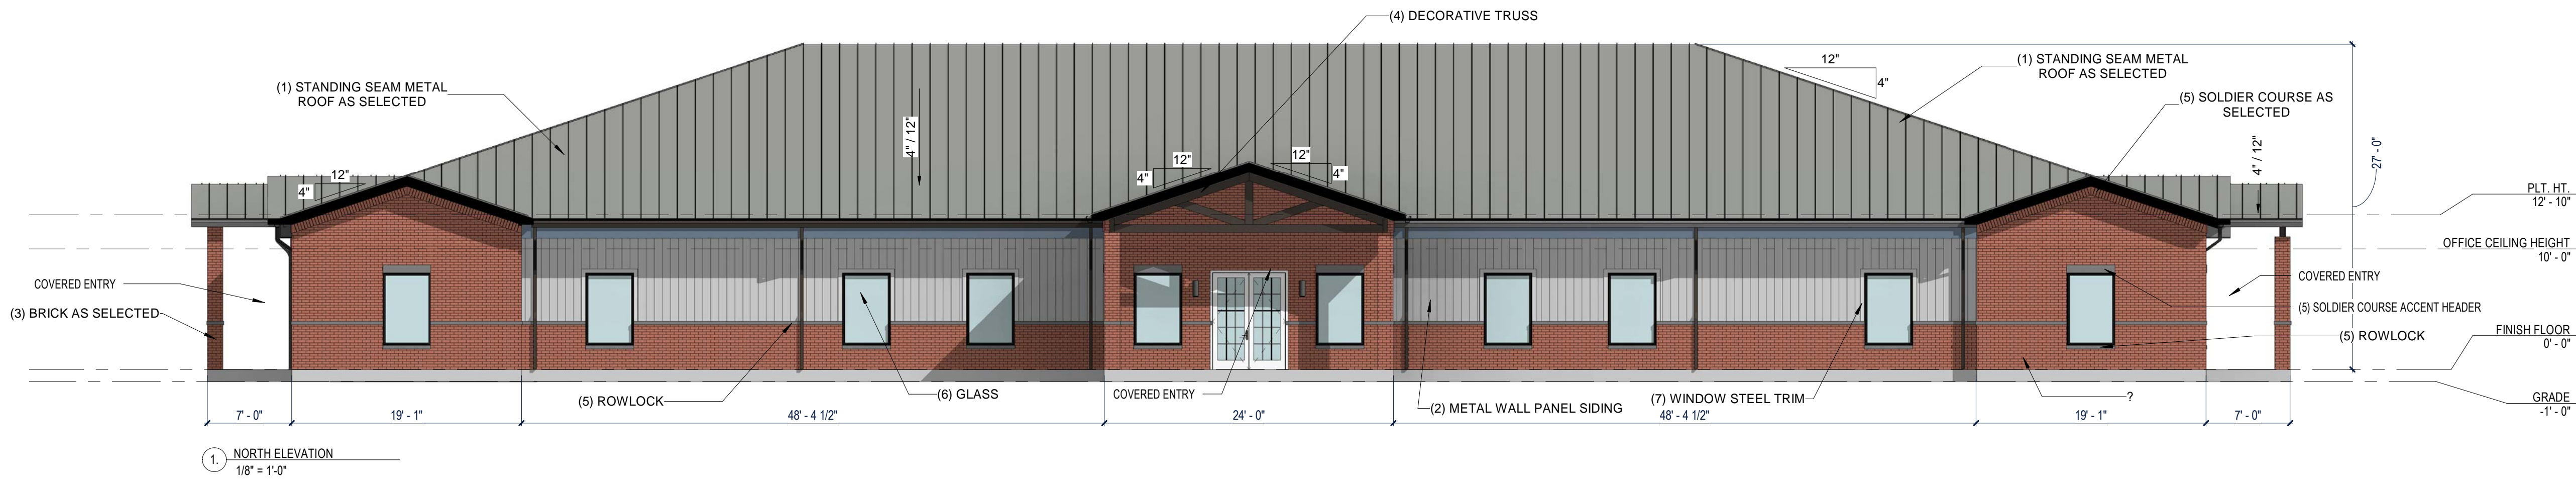 (4) DECORATIVE TRUSS
(1) STANDING SEAM METAL
ROOF AS SELECTED
12"
4"
(1) STANDING SEAM METAL
ROOF AS SELECTED
(5) SOLDIER COURSE AS
SELECTED
4" / 12"
4" / 12"
27' - 0"
12"
4"
12"
4"
12"
4"
PLT. HT.
12' - 10"
OFFICE CEILING HEIGHT
10' - 0"
COVERED ENTRY
COVERED ENTRY
(3) BRICK AS SELECTED
(5) SOLDIER COURSE ACCENT HEADER
FINISH FLOOR
0' - 0"
(5) ROWLOCK
(5) ROWLOCK
(6) GLASS
COVERED ENTRY
(2) METAL WALL PANEL SIDING
(7) WINDOW STEEL TRIM
?
GRADE
-1' - 0"
7' - 0"
19' - 1"
48' - 4 1/2"
24' - 0"
48' - 4 1/2"
19' - 1"
7' - 0"
1.
NORTH ELEVATION
1/8" = 1'-0"